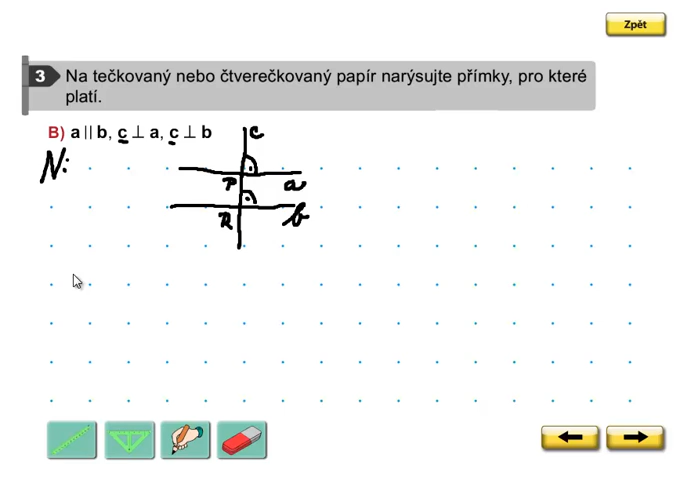 Zpět
3 Na tečkovaný nebo čtverečkovaný papír narýsujte přímky, pro které
platí.
B) a || b, c ⊥ a, c ⊥ b
c
N:
P a
R b